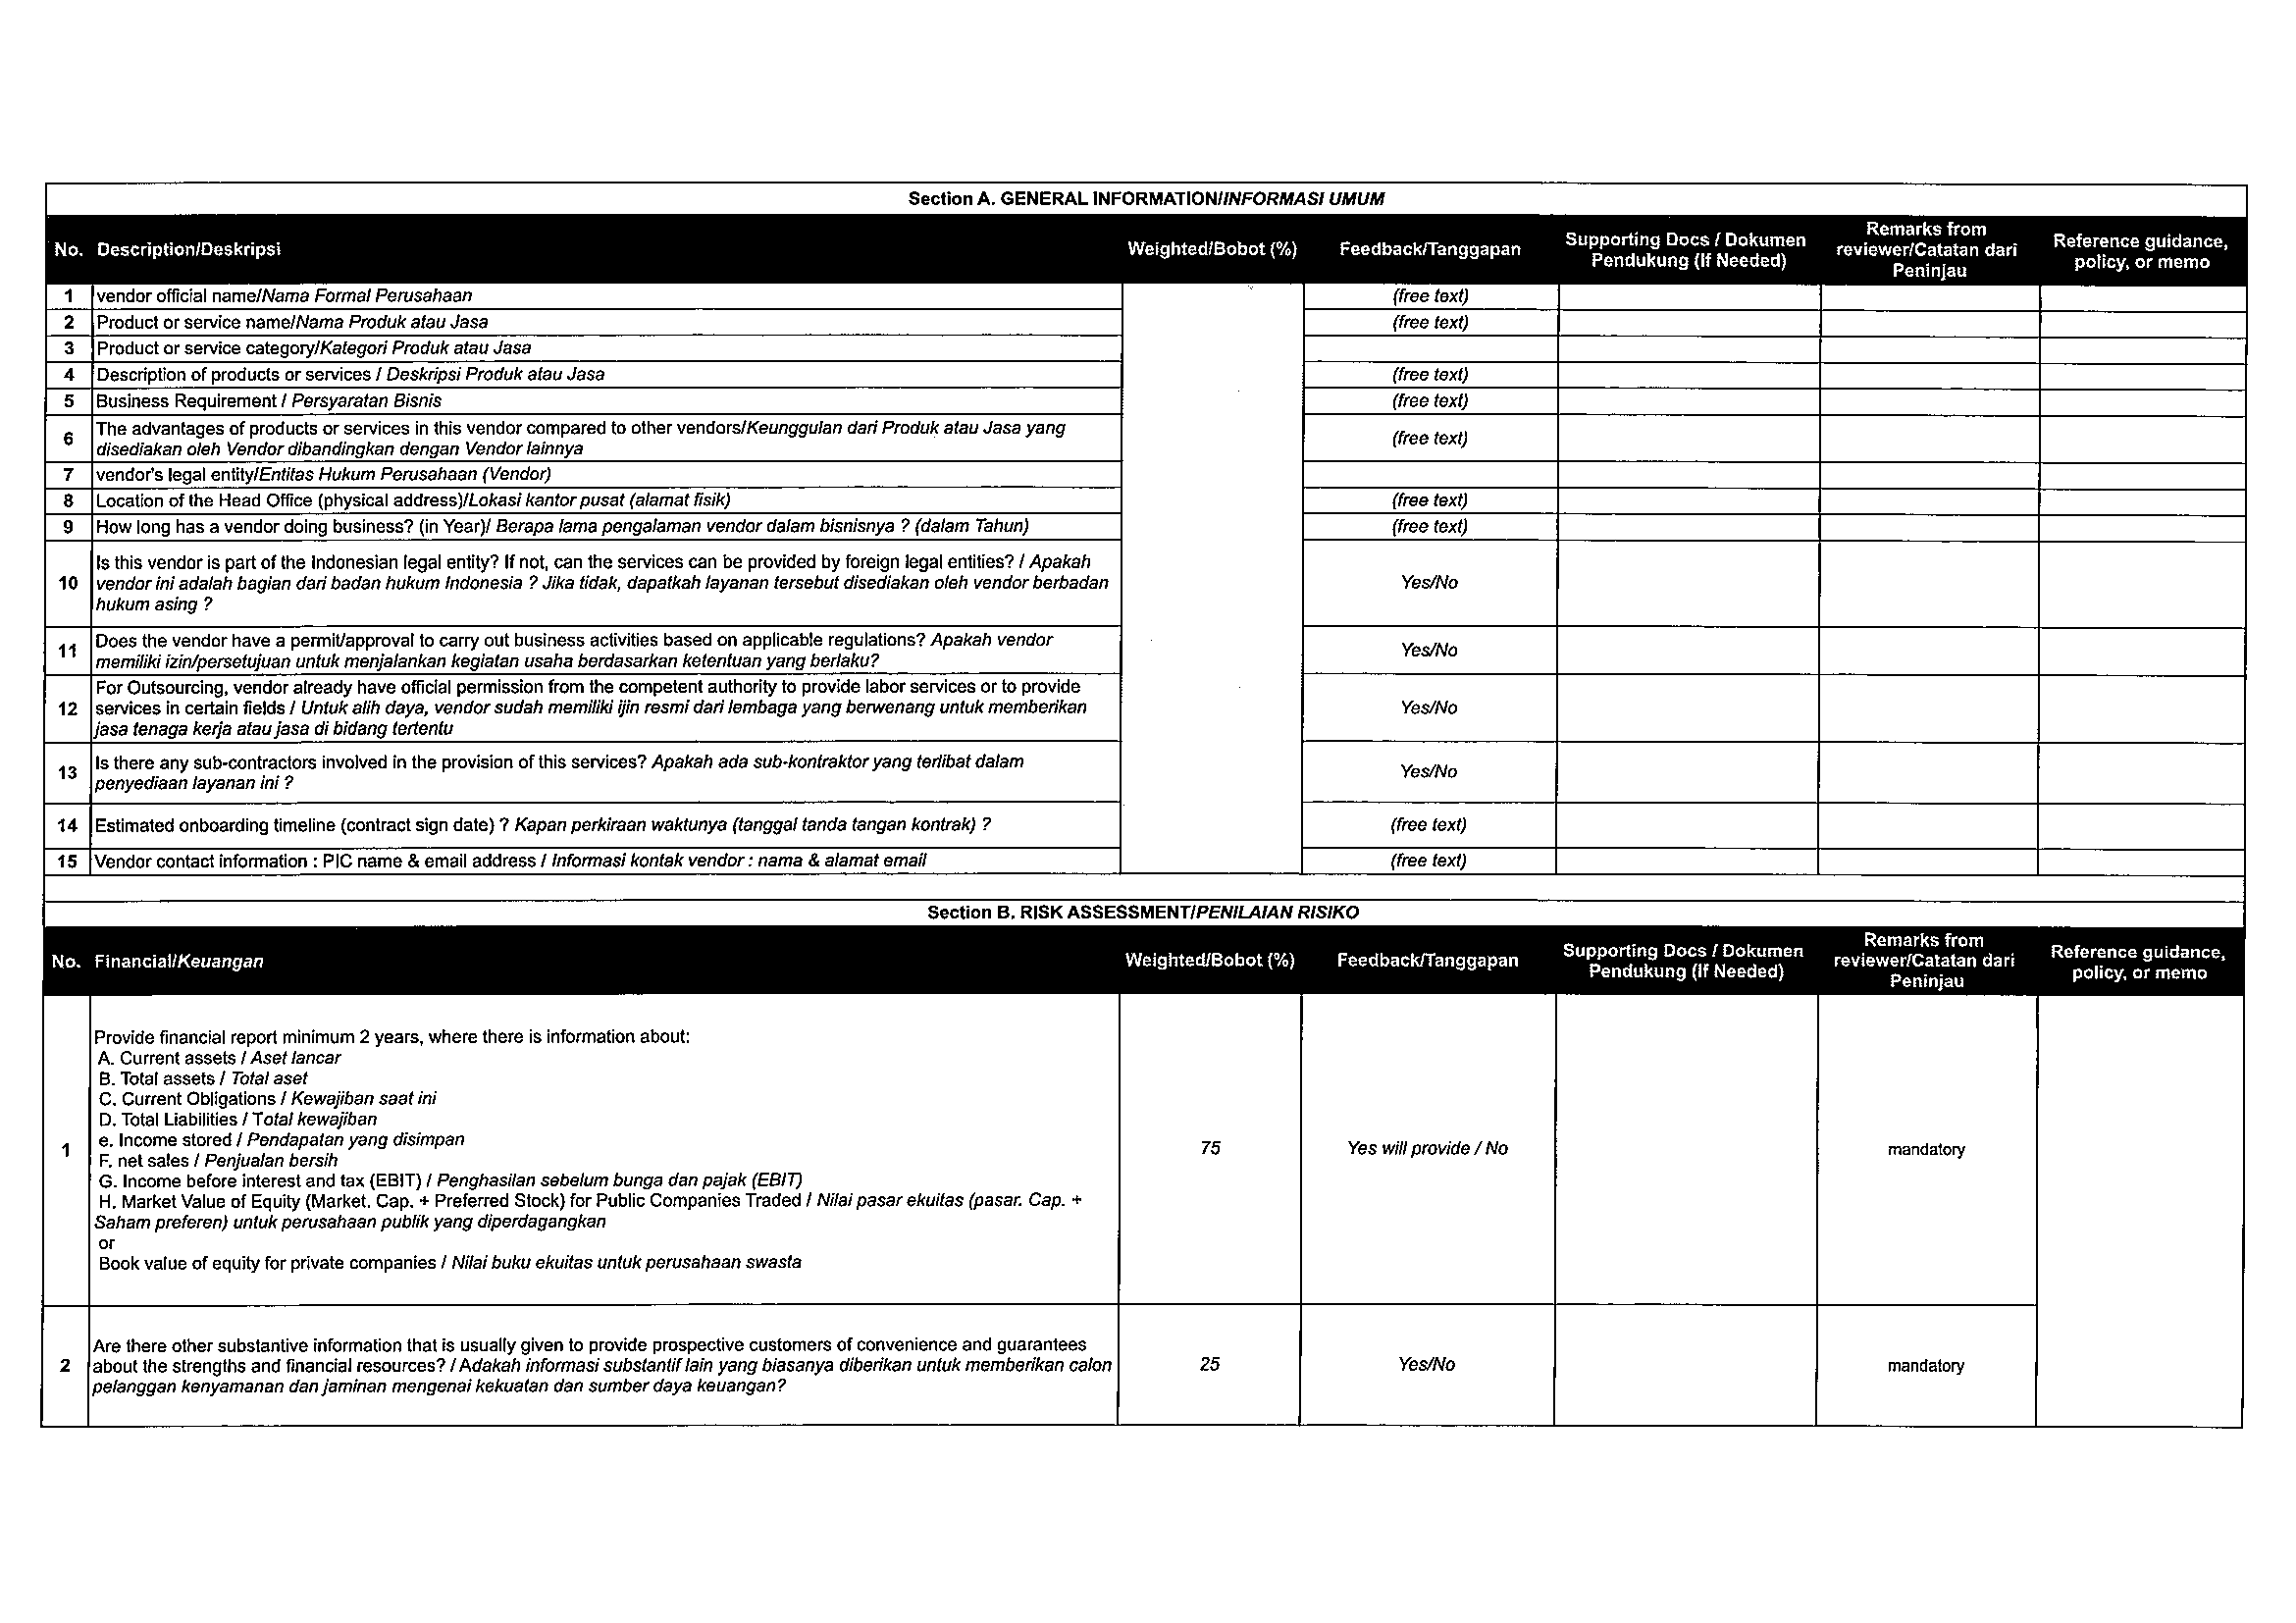 Section A. GENERAL INFORMATION/INFORMASI UMUM
No. Description/Deskripsi Weighted/Bobot (%) Feedback/Tanggapan Supporting Docs / Dokumen Pendukung (If Needed) Remarks from reviewer/Catatan dari Peninjau Reference guidance, policy, or memo
1 vendor official name/Nama Formal Perusahaan (free text)
2 Product or service name/Nama Produk atau Jasa (free text)
3 Product or service category/Kategori Produk atau Jasa
4 Description of products or services / Deskripsi Produk atau Jasa (free text)
5 Business Requirement / Persyaratan Bisnis (free text)
6 The advantages of products or services in this vendor compared to other vendors/Keunggulan dari Produk atau Jasa yang
disediakan oleh Vendor dibandingkan dengan Vendor lainnya (free text)
7 vendor's legal entity/Entitas Hukum Perusahaan (Vendor)
8 Location of the Head Office (physical address)/Lokasi kantor pusat (alamat fisik) (free text)
9 How long has a vendor doing business? (in Year)/ Berapa lama pengalaman vendor dalam bisnisnya ? (dalam Tahun) (free text)
10 Is this vendor is part of the Indonesian legal entity? If not, can the services can be provided by foreign legal entities? / Apakah
vendor ini adalah bagian dari badan hukum Indonesia ? Jika tidak, dapatkah layanan tersebut disediakan oleh vendor berbadan
hukum asing ? Yes/No
11 Does the vendor have a permit/approval to carry out business activities based on applicable regulations? Apakah vendor
memiliki izin/persetujuan untuk menjalankan kegiatan usaha berdasarkan ketentuan yang berlaku? Yes/No
12 For Outsourcing, vendor already have official permission from the competent authority to provide labor services or to provide
services in certain fields / Untuk alih daya, vendor sudah memiliki ijin resmi dari lembaga yang berwenang untuk memberikan
jasa tenaga kerja atau jasa di bidang tertentu Yes/No
13 Is there any sub-contractors involved in the provision of this services? Apakah ada sub-kontraktor yang terlibat dalam
penyediaan layanan ini ? Yes/No
14 Estimated onboarding timeline (contract sign date) ? Kapan perkiraan waktunya (tanggal tanda tangan kontrak) ? (free text)
15 Vendor contact information : PIC name & email address / Informasi kontak vendor : nama & alamat email (free text)
Section B. RISK ASSESSMENT/PENILAIAN RISIKO
No. Financial/Keuangan Weighted/Bobot (%) Feedback/Tanggapan Supporting Docs / Dokumen Pendukung (If Needed) Remarks from reviewer/Catatan dari Peninjau Reference guidance, policy, or memo
1 Provide financial report minimum 2 years, where there is information about:
A. Current assets / Aset lancar
B. Total assets / Total aset
C. Current Obligations / Kewajiban saat ini
D. Total Liabilities / Total kewajiban
e. Income stored / Pendapatan yang disimpan
F. net sales / Penjualan bersih
G. Income before interest and tax (EBIT) / Penghasilan sebelum bunga dan pajak (EBIT)
H. Market Value of Equity (Market. Cap. + Preferred Stock) for Public Companies Traded / Nilai pasar ekuitas (pasar. Cap. +
Saham preferen) untuk perusahaan publik yang diperdagangkan
or
Book value of equity for private companies / Nilai buku ekuitas untuk perusahaan swasta
75 Yes will provide / No mandatory
2 Are there other substantive information that is usually given to provide prospective customers of convenience and guarantees
about the strengths and financial resources? / Adakah informasi substantif lain yang biasanya diberikan untuk memberikan calon
pelanggan kenyamanan dan jaminan mengenai kekuatan dan sumber daya keuangan?
25 Yes/No mandatory